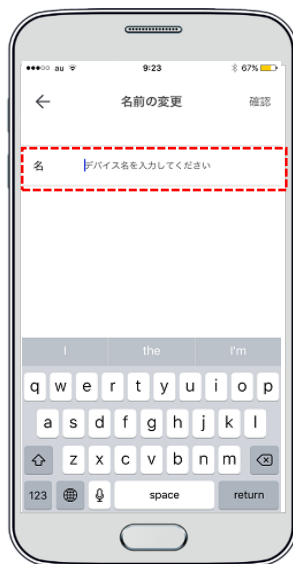 au 9:23 67%
名前の変更 確認
名 デバイス名を入力してください
I the I'm
q w e r t y u i o p
a s d f g h j k l
z x c v b n m
123 space return